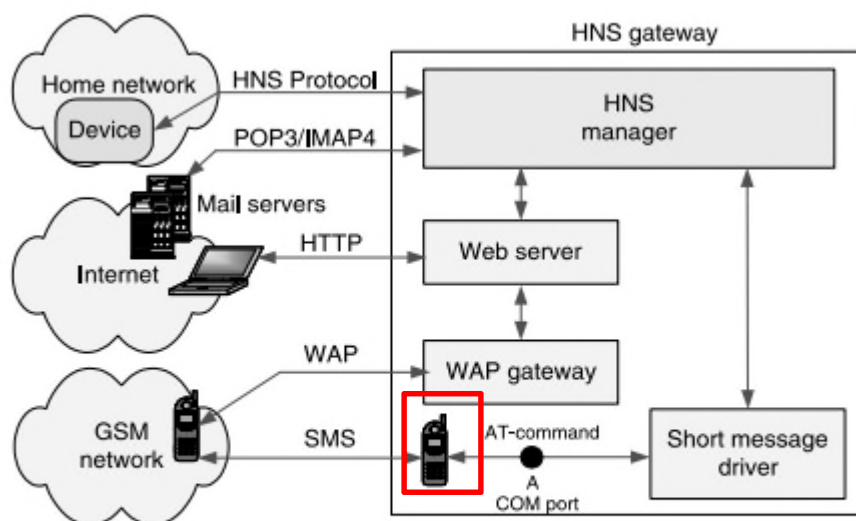 HNS gateway
Home network
Device
HNS Protocol
HNS
manager
POP3/IMAP4
Mail servers
Internet
HTTP
Web server
WAP
WAP gateway
GSM
network
SMS
AT-command
A
COM port
Short message
driver